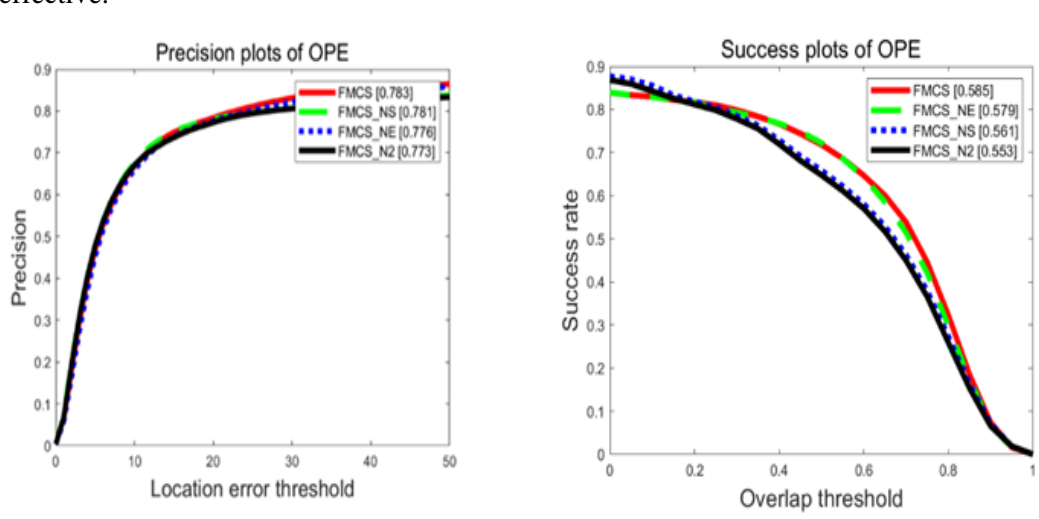 effective.
Precision plots of OPE
0.9
0.8
0.7
0.6
0.5
0.4
0.3
0.2
0.1
0
Precision
FMCS [0.783]
FMCS_NS [0.781]
FMCS_NE [0.776]
FMCS_N2 [0.773]
0 10 20 30 40 50
Location error threshold
Success plots of OPE
0.9
0.8
0.7
0.6
0.5
0.4
0.3
0.2
0.1
0
Success rate
FMCS [0.585]
FMCS_NE [0.579]
FMCS_NS [0.561]
FMCS_N2 [0.553]
0 0.2 0.4 0.6 0.8 1
Overlap threshold